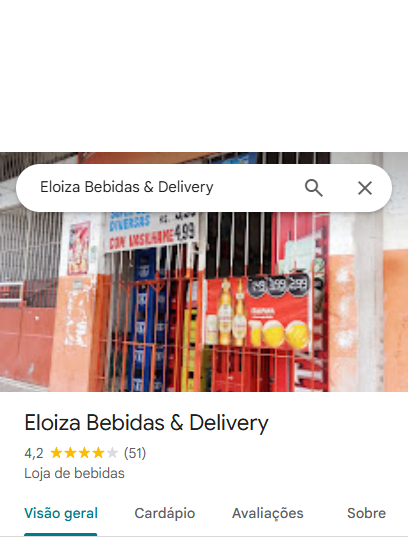 Eloiza Bebidas & Delivery
DIVERSOS
COM VASILHAME 4,99
Eloiza Bebidas & Delivery
4,2 (51)
Loja de bebidas
Visão geral Cardápio Avaliações Sobre